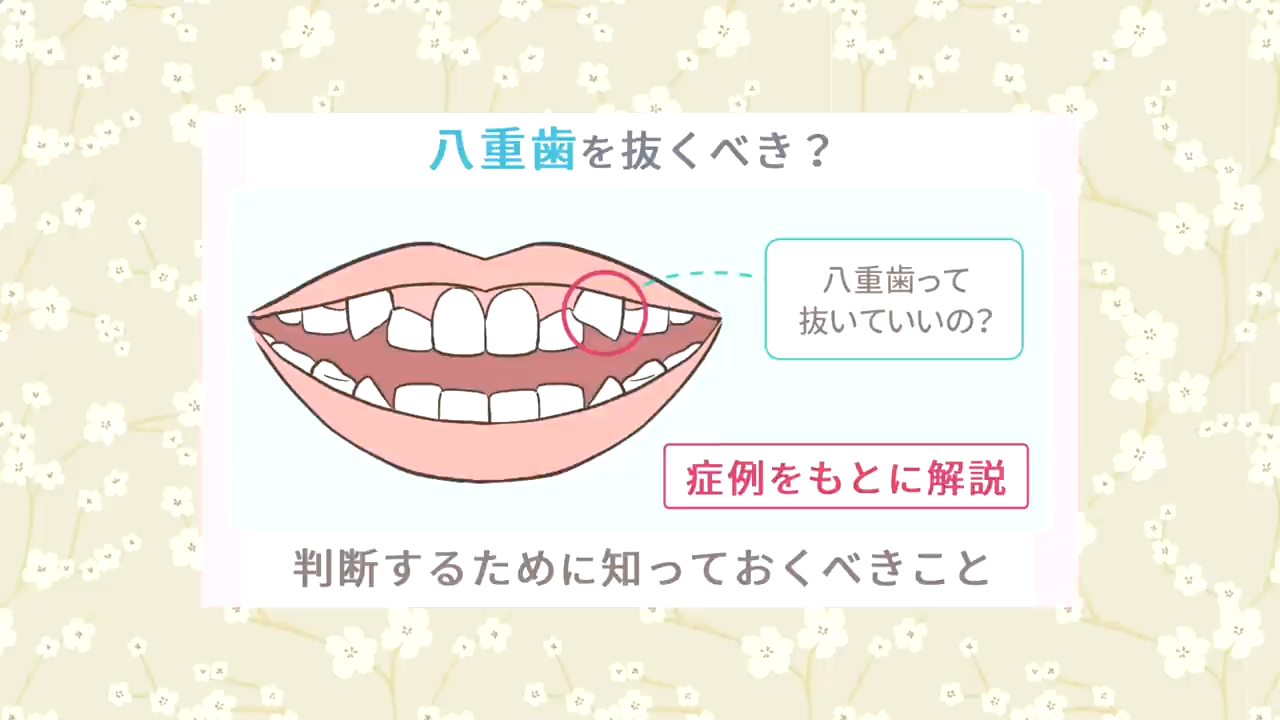 八重歯を抜くべき？
八重歯って
抜いていいの？
症例をもとに解説
判断するために知っておくべきこと